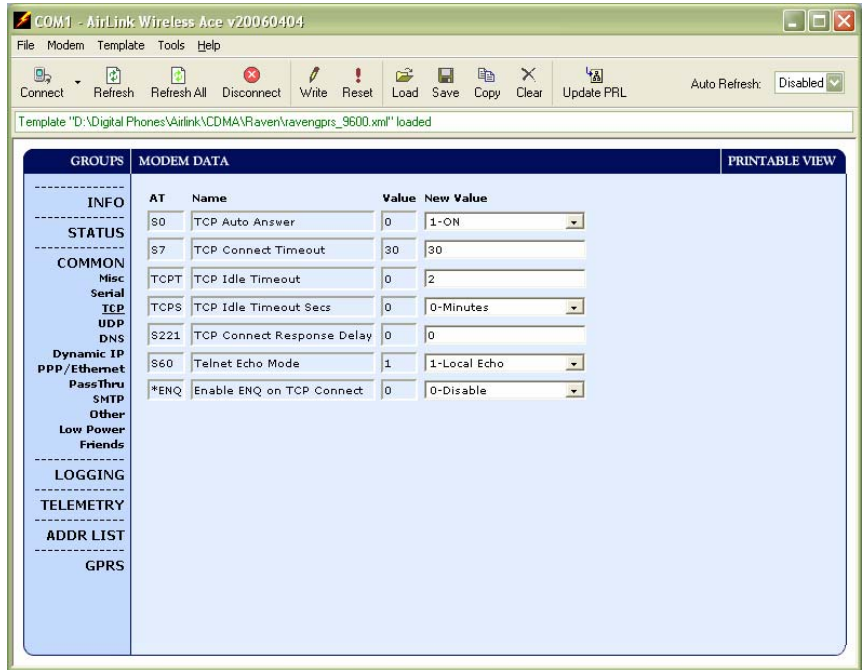 COM1 - AirLink Wireless Ace v20060404
File Modem Template Tools Help
Connect Refresh Refresh All Disconnect Write Reset Load Save Copy Clear Update PRL Auto Refresh: Disabled
Template "D:\Digital Phones\Airlink\CDMA\Raven\ravengprs_9600.xml" loaded
GROUPS MODEM DATA PRINTABLE VIEW
INFO
STATUS
COMMON
Misc
Serial
TCP
UDP
DNS
Dynamic IP
PPP/Ethernet
PassThru
SMTP
Other
Low Power
Friends
LOGGING
TELEMETRY
ADDR LIST
GPRS
AT Name Value New Value
S0 TCP Auto Answer 0 1-ON
S7 TCP Connect Timeout 30 30
TCPT TCP Idle Timeout 0 2
TCPS TCP Idle Timeout Secs 0 0-Minutes
S221 TCP Connect Response Delay 0 0
S60 Telnet Echo Mode 1 1-Local Echo
*ENQ Enable ENQ on TCP Connect 0 0-Disable